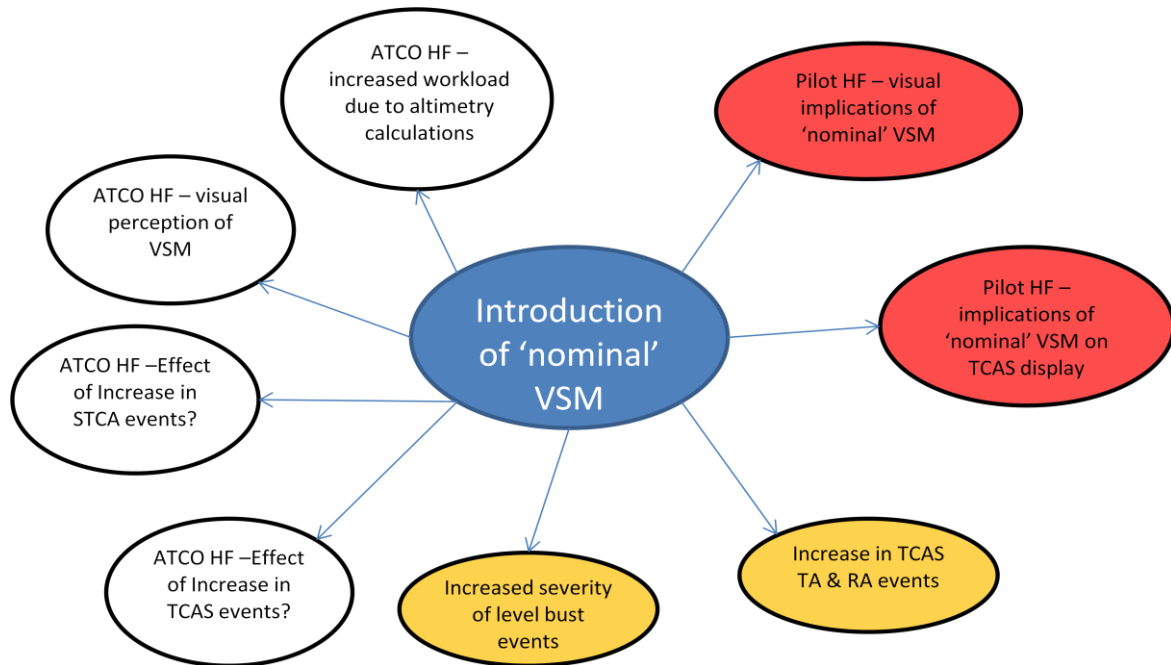 ATCO HF –
increased workload
due to altimetry
calculations
Pilot HF – visual
implications of
‘nominal’ VSM
ATCO HF – visual
perception of
VSM
Pilot HF –
implications of
‘nominal’ VSM on
TCAS display
Introduction
of ‘nominal’
VSM
ATCO HF –Effect
of Increase in
STCA events?
ATCO HF –Effect
of Increase in
TCAS events?
Increased severity
of level bust
events
Increase in TCAS
TA & RA events